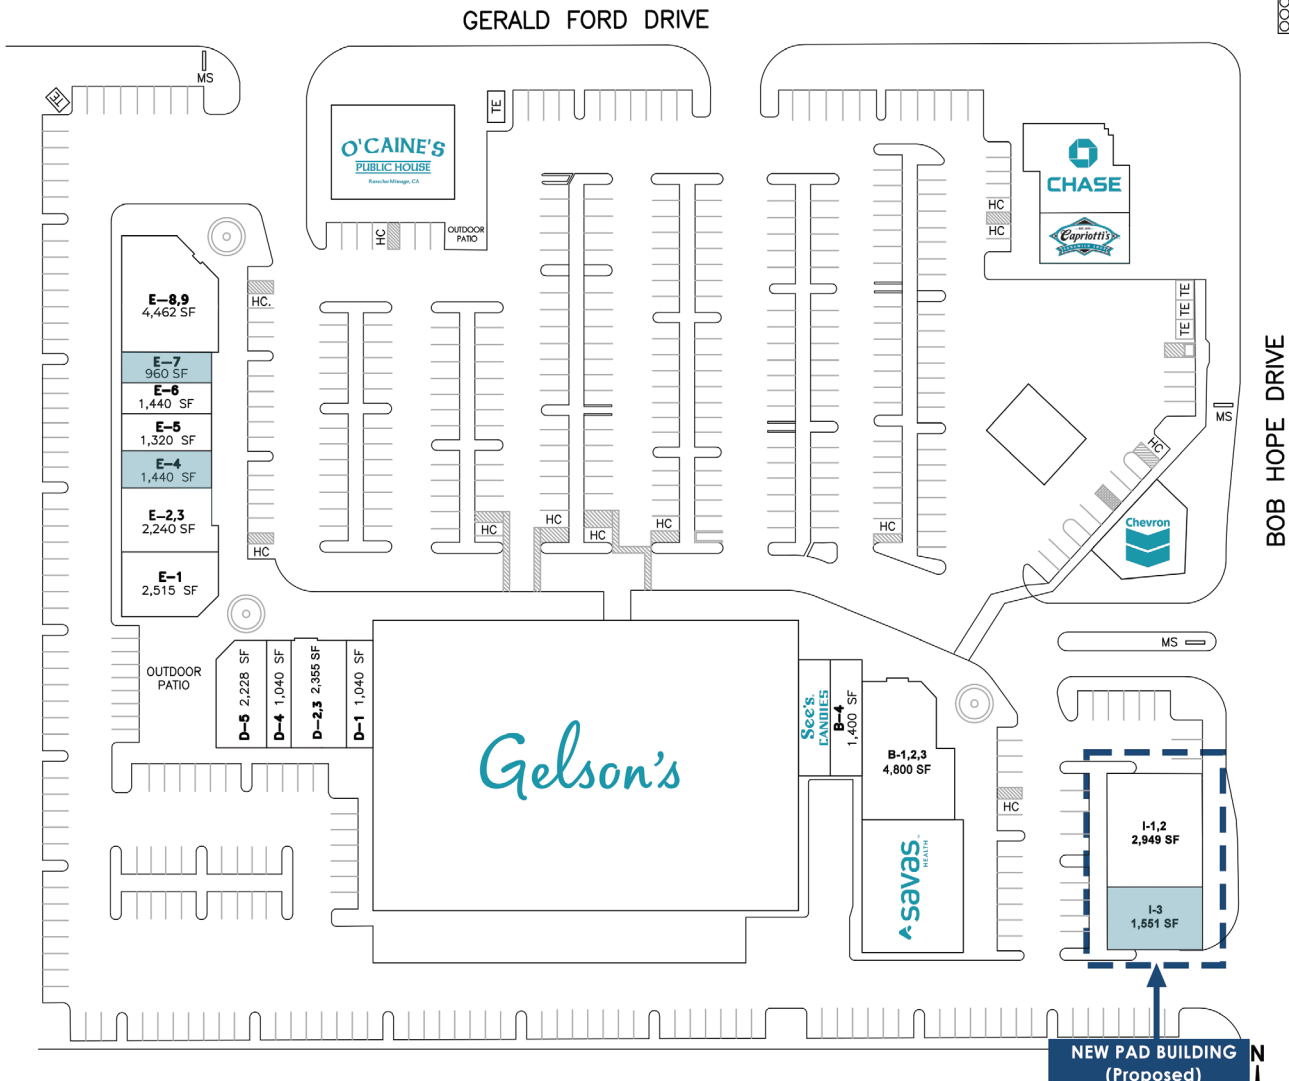 GERALD FORD DRIVE
MS
TE
TE
O'CAINE'S
PUBLIC HOUSE
Rancho Mirage, CA
HC
OUTDOOR
PATIO
CHASE
HC
HC
Capriotti's
SANDWICH SHOP
TE
TE
TE
HC.
E-8,9
4,462 SF
E-7
960 SF
E-6
1,440 SF
E-5
1,320 SF
E-4
1,440 SF
E-2,3
2,240 SF
E-1
2,515 SF
HC
HC
HC
HC
HC
HC
HC
MS
BOB HOPE DRIVE
Chevron
MS
OUTDOOR
PATIO
D-5 2,228 SF
D-4 1,040 SF
D-2,3 2,355 SF
D-1 1,040 SF
Gelson's
See's
CANDIES
B-4
1,400 SF
B-1,2,3
4,800 SF
HC
savas
HEALTH
I-1,2
2,949 SF
I-3
1,551 SF
NEW PAD BUILDING
(Proposed)
N